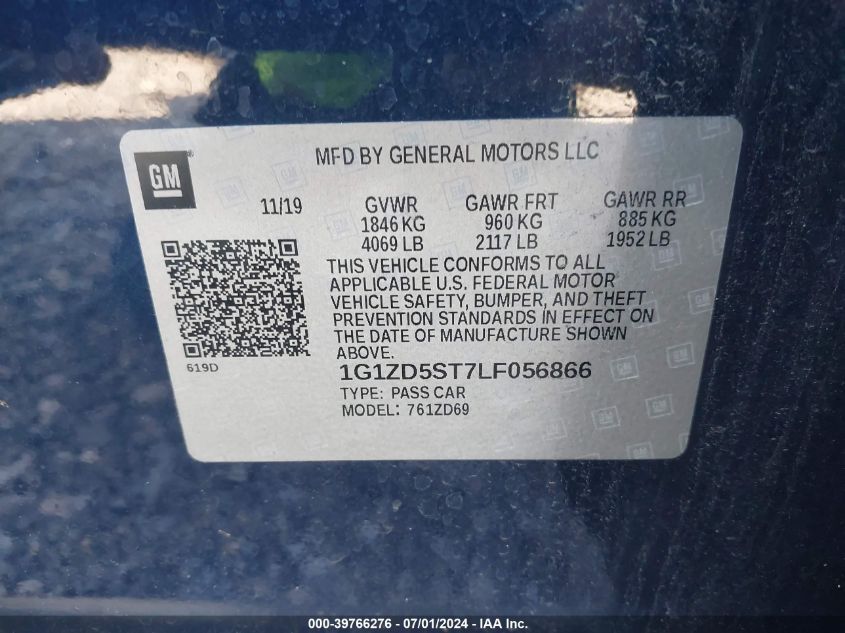 GM®
MFD BY GENERAL MOTORS LLC
11/19 GVWR GAWR FRT GAWR RR
1846 KG 960 KG 885 KG
4069 LB 2117 LB 1952 LB
THIS VEHICLE CONFORMS TO ALL
APPLICABLE U.S. FEDERAL MOTOR
VEHICLE SAFETY, BUMPER, AND THEFT
PREVENTION STANDARDS IN EFFECT ON
THE DATE OF MANUFACTURE SHOWN
ABOVE.
619D
1G1ZD5ST7LF056866
TYPE: PASS CAR
MODEL: 761ZD69
000-39766276 - 07/01/2024 - IAA Inc.